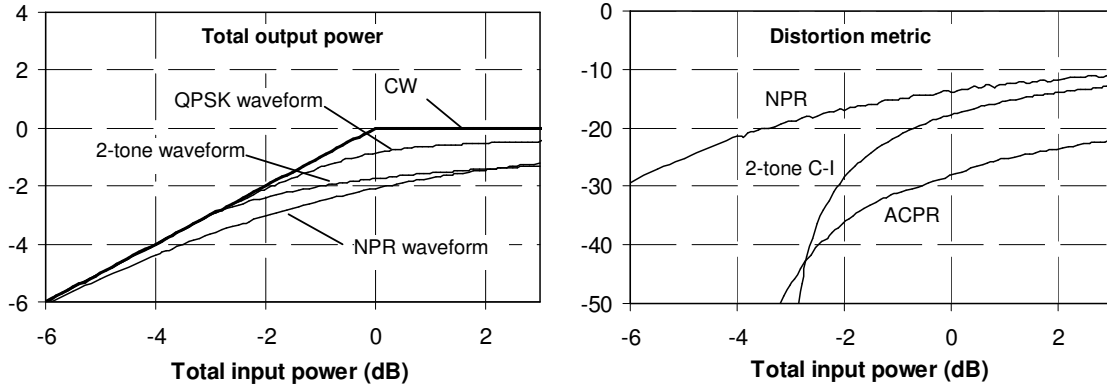 4
2
0
-2
-4
-6
Total output power
QPSK waveform
CW
2-tone waveform
NPR waveform
-6 -4 -2 0 2
Total input power (dB)
0
-10
-20
-30
-40
-50
Distortion metric
NPR
2-tone C-I
ACPR
-6 -4 -2 0 2
Total input power (dB)